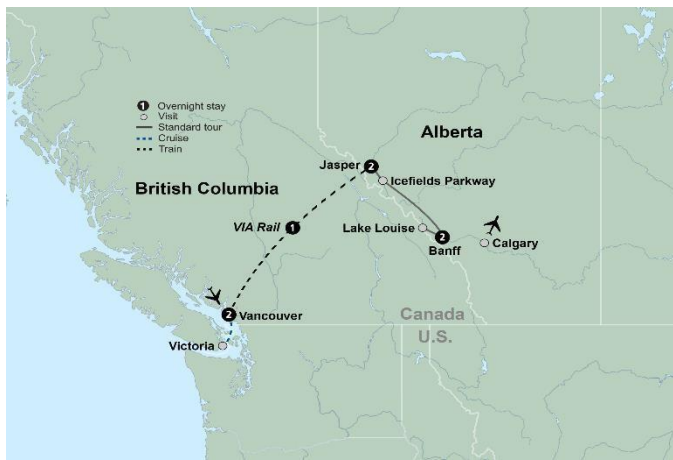 1 Overnight stay
Visit
Standard tour
Cruise
Train
Alberta
Jasper 2
Icefields Parkway
British Columbia
VIA Rail 1
Lake Louise
2
Banff
Calgary
2 Vancouver
Canada
U.S.
Victoria